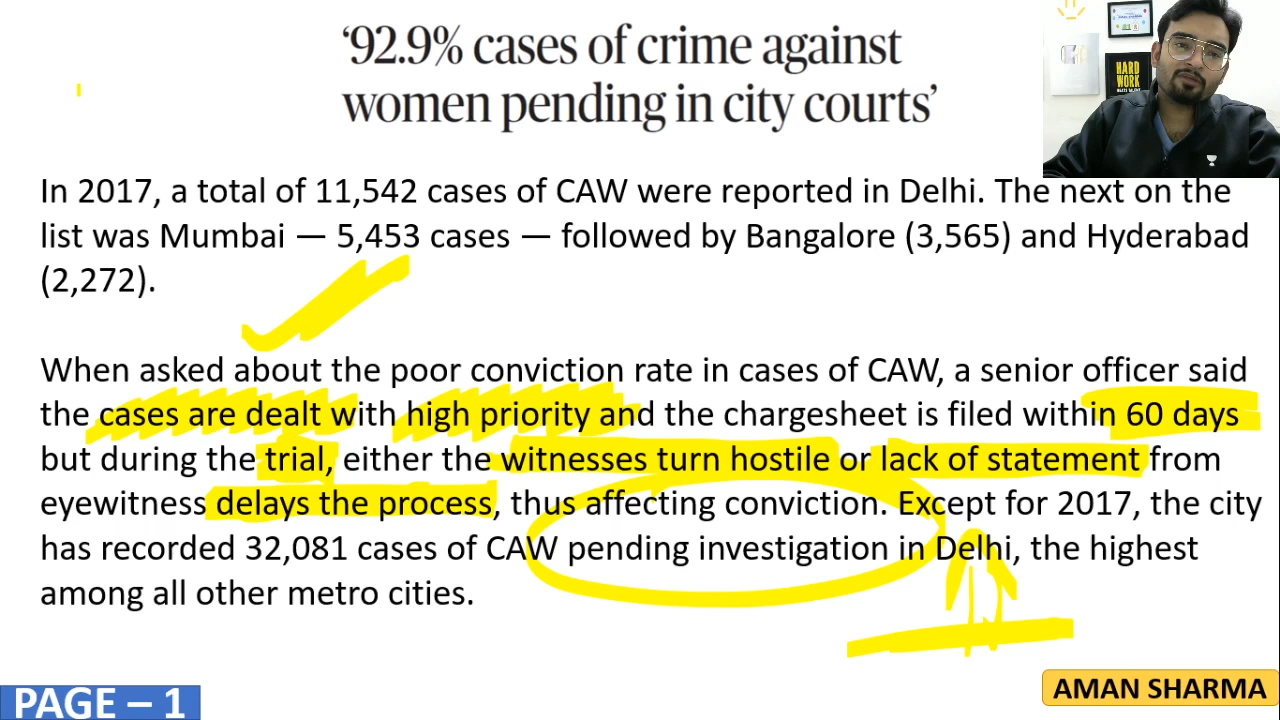 ‘92.9% cases of crime against
women pending in city courts’
HARD
WORK
In 2017, a total of 11,542 cases of CAW were reported in Delhi. The next on the
list was Mumbai — 5,453 cases — followed by Bangalore (3,565) and Hyderabad
(2,272).
When asked about the poor conviction rate in cases of CAW, a senior officer said
the cases are dealt with high priority and the chargesheet is filed within 60 days
but during the trial, either the witnesses turn hostile or lack of statement from
eyewitness delays the process, thus affecting conviction. Except for 2017, the city
has recorded 32,081 cases of CAW pending investigation in Delhi, the highest
among all other metro cities.
PAGE – 1
AMAN SHARMA